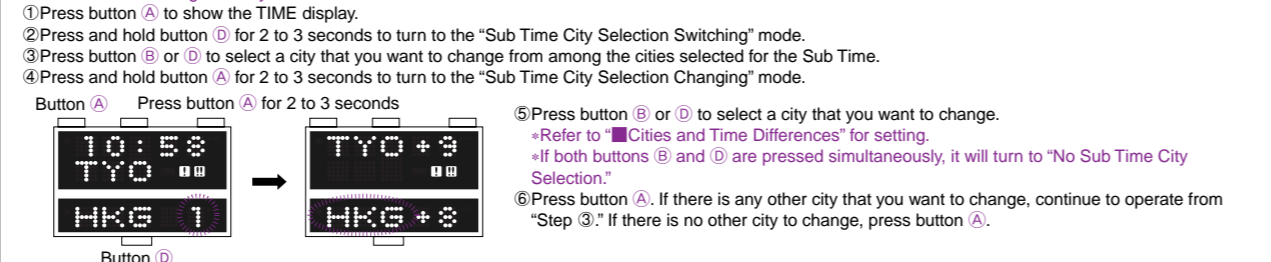 ①Press button Ⓐ to show the TIME display.
②Press and hold button Ⓓ for 2 to 3 seconds to turn to the “Sub Time City Selection Switching” mode.
③Press button Ⓑ or Ⓓ to select a city that you want to change from among the cities selected for the Sub Time.
④Press and hold button Ⓐ for 2 to 3 seconds to turn to the “Sub Time City Selection Changing” mode.
Button Ⓐ Press button Ⓐ for 2 to 3 seconds
10:58
TYO
HKG 1
Button Ⓓ
TYO+9
HKG+8
⑤Press button Ⓑ or Ⓓ to select a city that you want to change.
*Refer to “■Cities and Time Differences” for setting.
*If both buttons Ⓑ and Ⓓ are pressed simultaneously, it will turn to “No Sub Time City
Selection.”
⑥Press button Ⓐ. If there is any other city that you want to change, continue to operate from
“Step ③.” If there is no other city to change, press button Ⓐ.